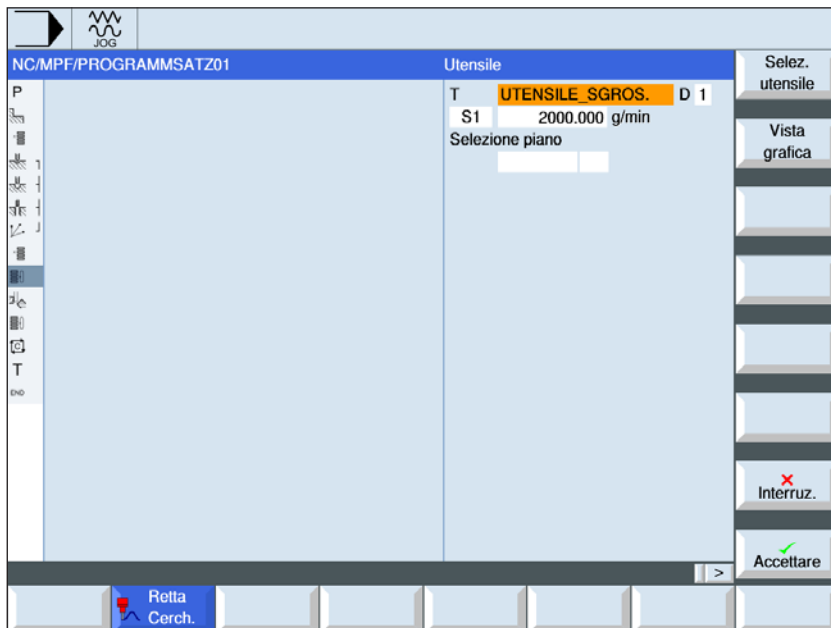 JOG
NC/MPF/PROGRAMMSATZ01
Utensile
Selez.
utensile
P
T UTENSILE_SGROS. D 1
S1 2000.000 g/min
Selezione piano
Vista
grafica
T
END
Interruz.
Accettare
>
Retta
Cerch.